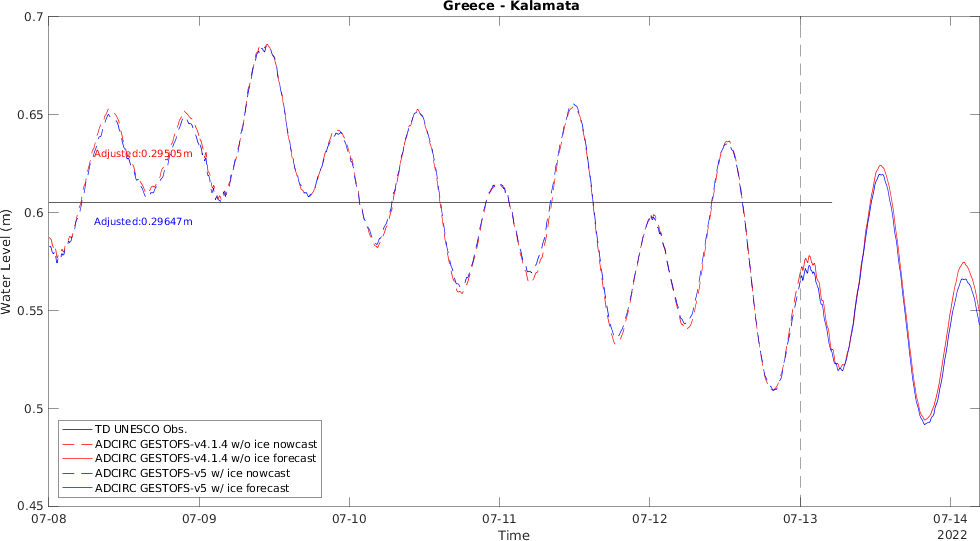 Greece - Kalamata
0.7
0.65
0.6
0.55
0.5
0.45
Water Level (m)
Adjusted:0.29505m
Adjusted:0.29647m
TD UNESCO Obs.
ADCIRC GESTOFS-v4.1.4 w/o ice nowcast
ADCIRC GESTOFS-v4.1.4 w/o ice forecast
ADCIRC GESTOFS-v5 w/ ice nowcast
ADCIRC GESTOFS-v5 w/ ice forecast
07-08 07-09 07-10 07-11 07-12 07-13 07-14
Time
2022